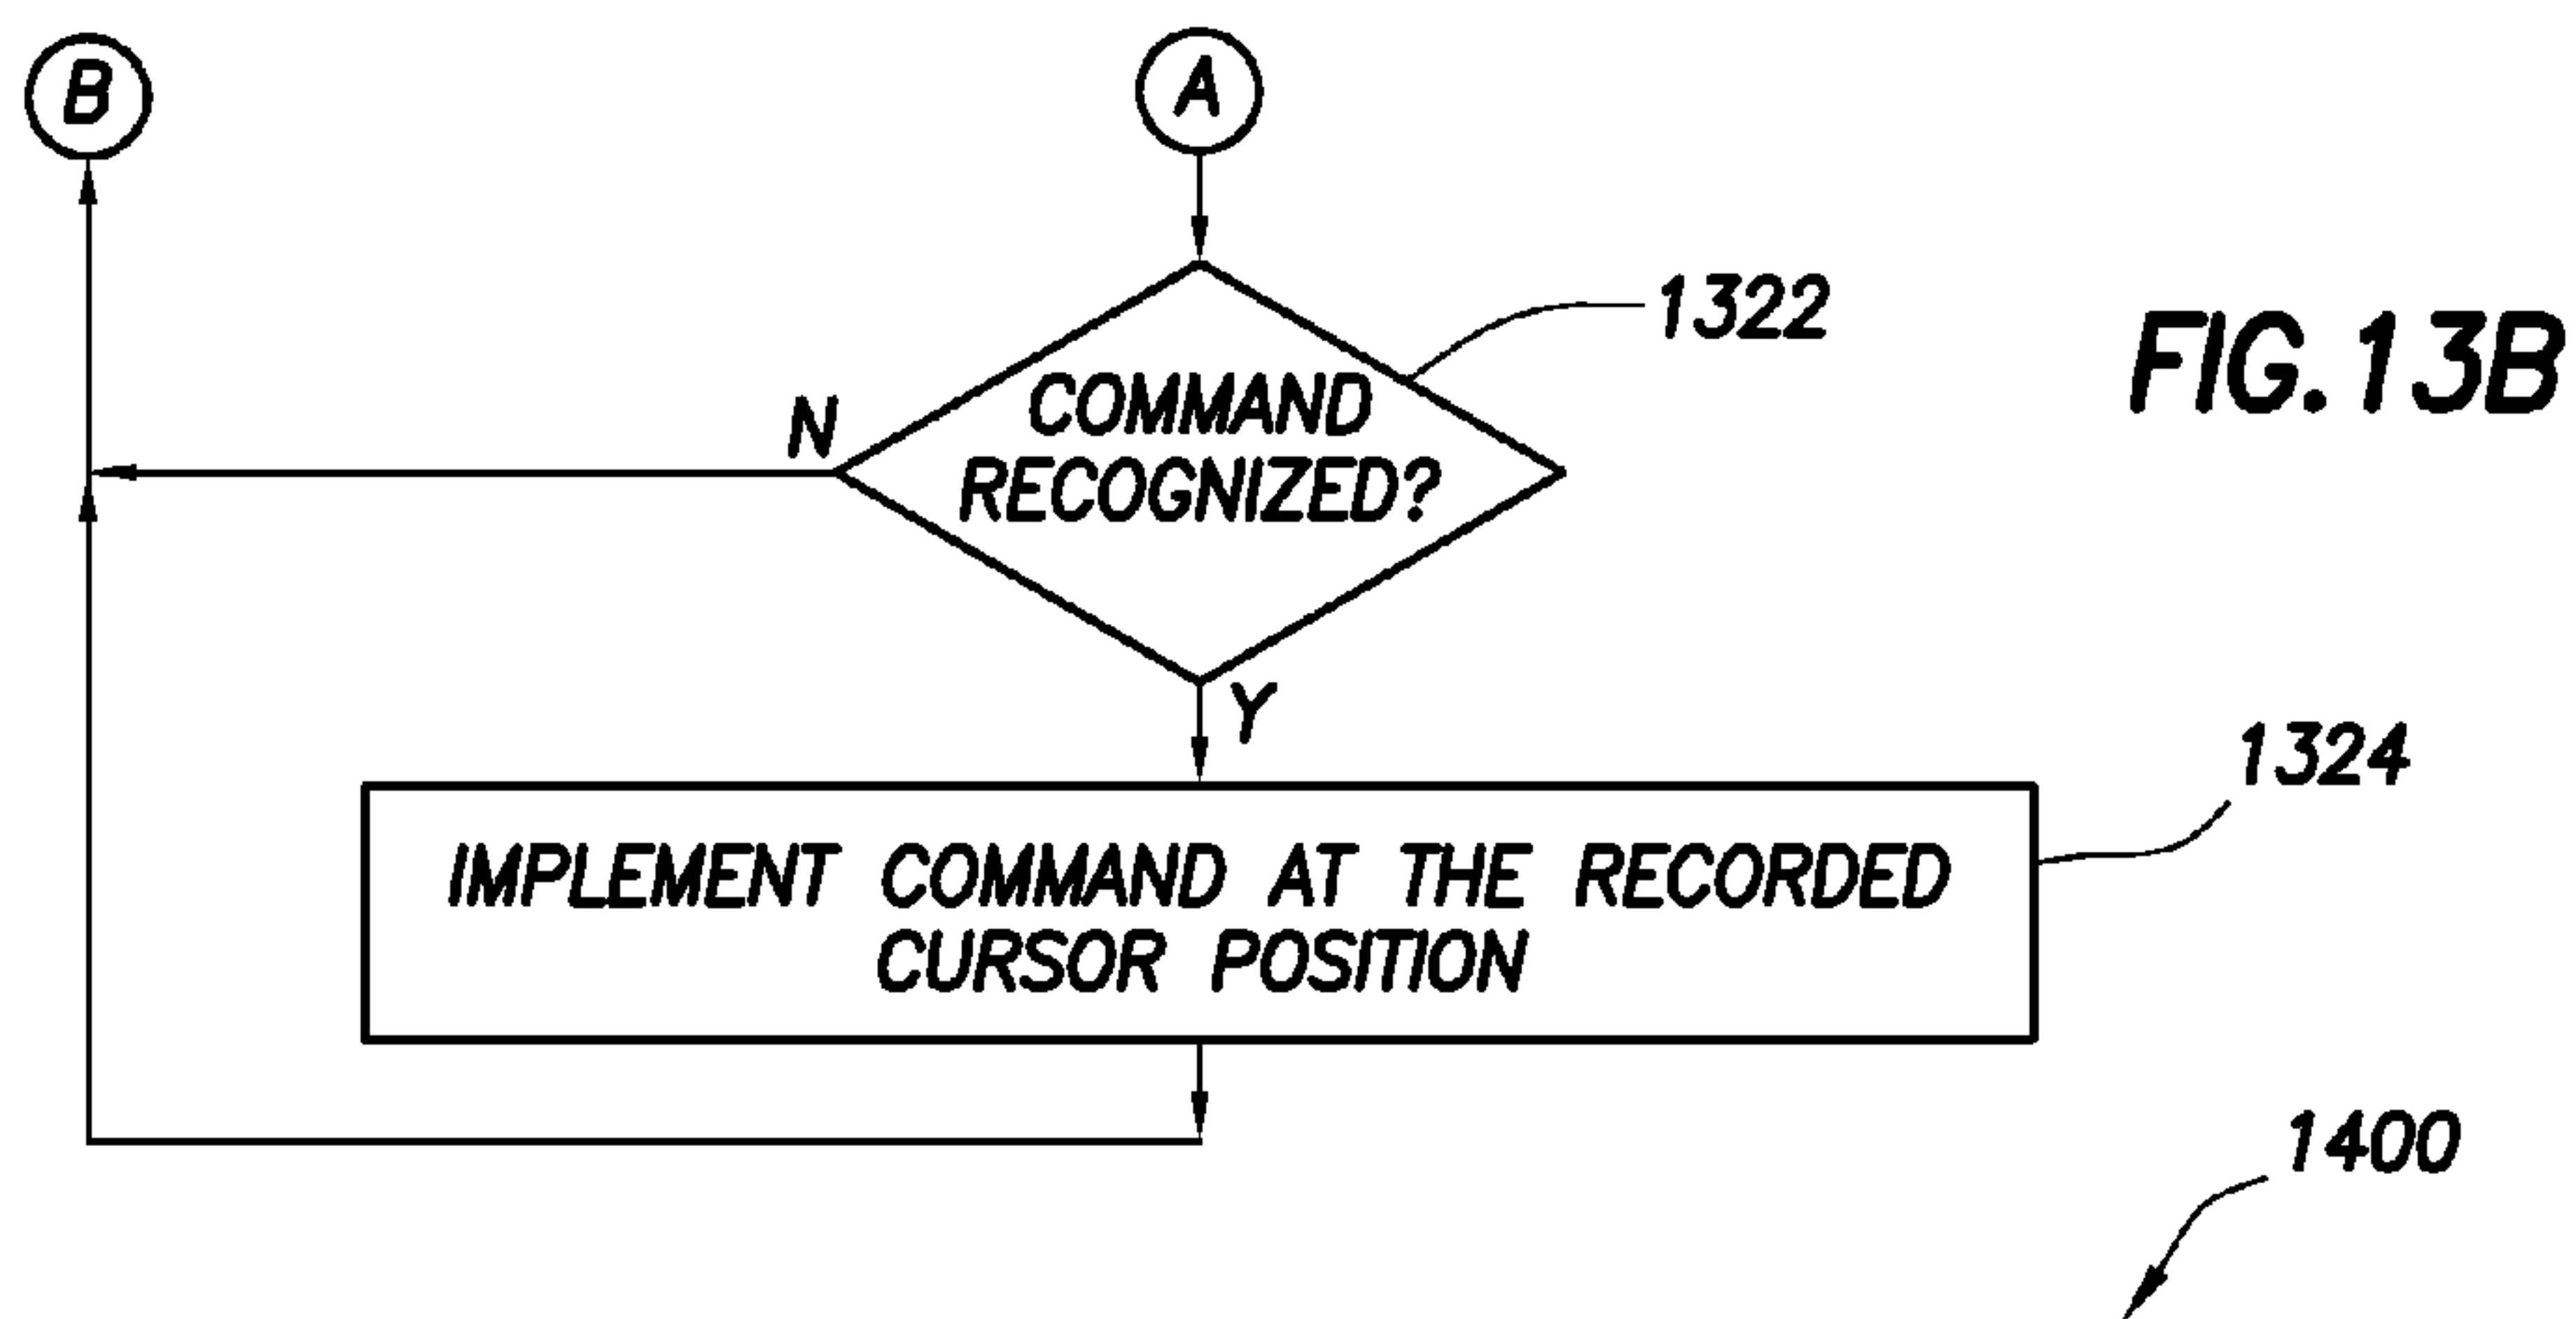 B
A
1322
FIG.13B
COMMAND
RECOGNIZED?
N
Y
1324
IMPLEMENT COMMAND AT THE RECORDED
CURSOR POSITION
1400